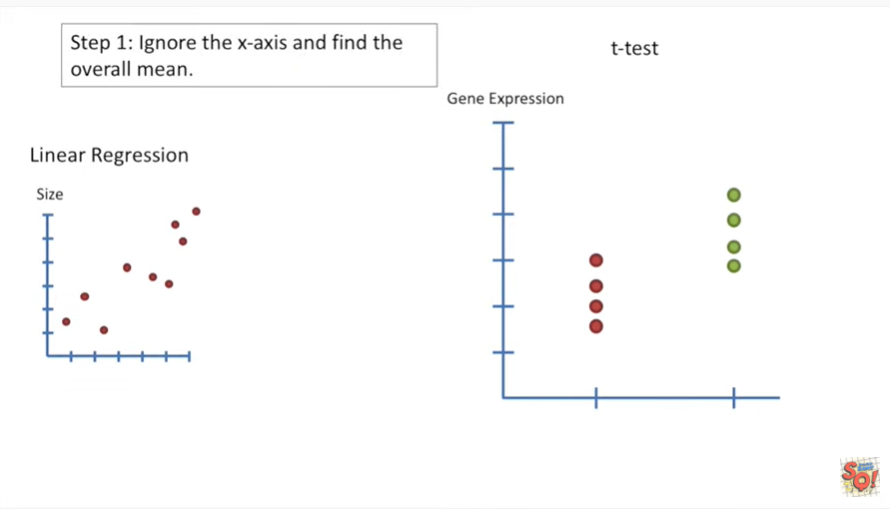 Step 1: Ignore the x-axis and find the
overall mean.
t-test
Gene Expression
Linear Regression
Size